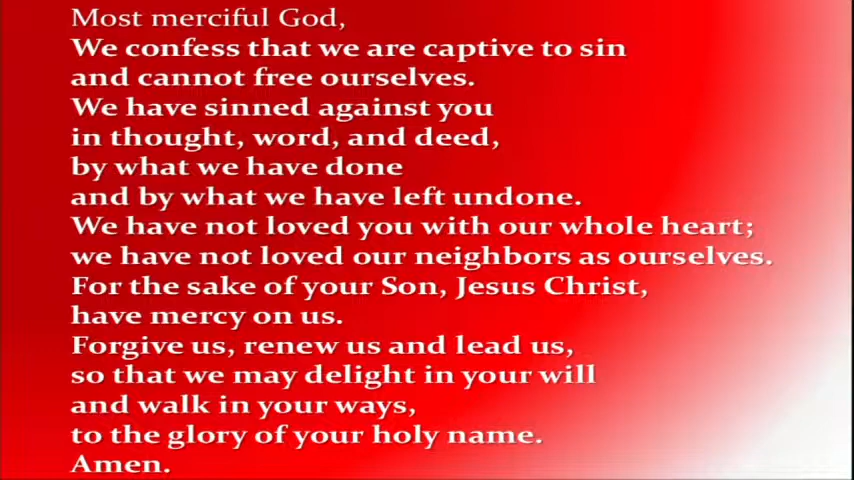 Most merciful God,
We confess that we are captive to sin
and cannot free ourselves.
We have sinned against you
in thought, word, and deed,
by what we have done
and by what we have left undone.
We have not loved you with our whole heart;
we have not loved our neighbors as ourselves.
For the sake of your Son, Jesus Christ,
have mercy on us.
Forgive us, renew us and lead us,
so that we may delight in your will
and walk in your ways,
to the glory of your holy name.
Amen.